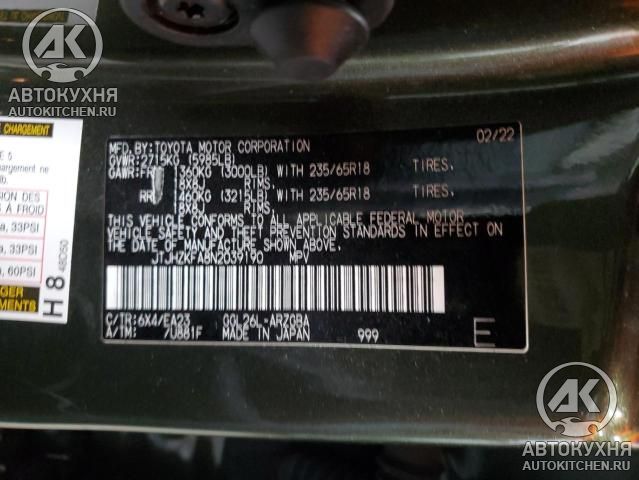 АВТОКУХНЯ
AUTOKITCHEN.RU
CHARGEMENT
33PSI
33PSI
60PSI
H 8 48D50
MFD.BY:TOYOTA MOTOR CORPORATION 02/22
GVWR:2715KG (5985LB)
GAWR:FR 1360KG (3000LB) WITH 235/65R18 TIRES.
18X8J RIMS.
RR 1460KG (3215LB) WITH 235/65R18 TIRES.
18X8J RIMS.
THIS VEHICLE CONFORMS TO ALL APPLICABLE FEDERAL MOTOR
VEHICLE SAFETY AND THEFT PREVENTION STANDARDS IN EFFECT ON
THE DATE OF MANUFACTURE SHOWN ABOVE.
JTJHZKFA8N2039190 MPV
C/TR:6X4/EA23 GGL26L-ARZGBA
A/TM: 70881F MADE IN JAPAN 999 E
АК
АВТОКУХНЯ
AUTOKITCHEN.RU